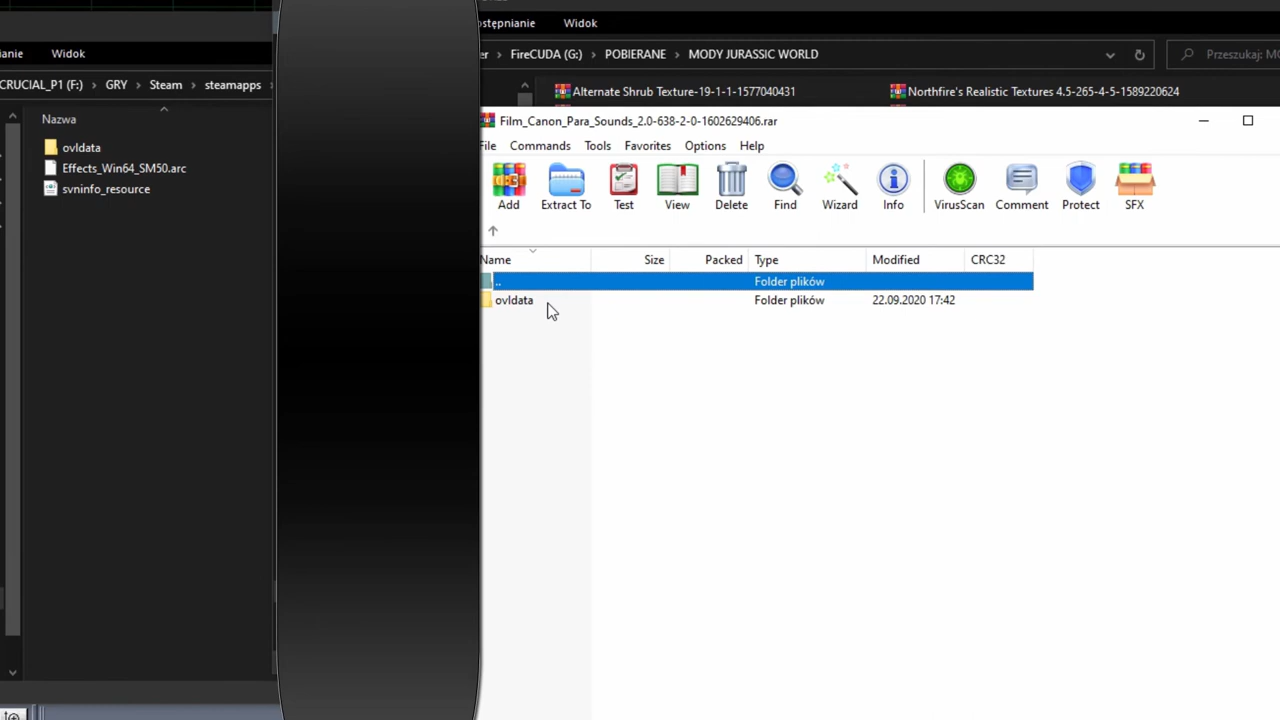 ostępnianie Widok
anie Widok
er FireCUDA (G:) POBIERANE MODY JURASSIC WORLD Przeszukaj: MO
CRUCIAL_P1 (F:) GRY Steam steamapps
Alternate Shrub Texture-19-1-1-1577040431 Northfire's Realistic Textures 4.5-265-4-5-1589220624
Nazwa
ovldata
Effects_Win64_SM50.arc
svninfo_resource
Film_Canon_Para_Sounds_2.0-638-2-0-1602629406.rar
File Commands Tools Favorites Options Help
Add Extract To Test View Delete Find Wizard Info VirusScan Comment Protect SFX
Name Size Packed Type Modified CRC32
.. Folder plików
ovldata Folder plików 22.09.2020 17:42